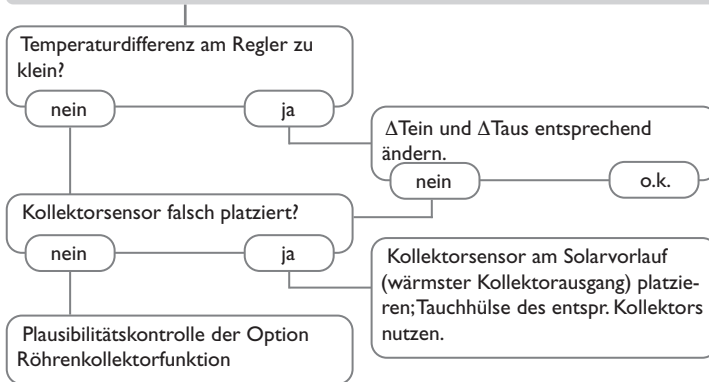 Temperaturdifferenz am Regler zu
klein?
nein
ja
ΔTein und ΔTaus entsprechend
ändern.
nein
o.k.
Kollektorsensor falsch platziert?
nein
ja
Kollektorsensor am Solarvorlauf
(wärmster Kollektorausgang) platzie-
ren; Tauchhülse des entspr. Kollektors
nutzen.
Plausibilitätskontrolle der Option
Röhrenkollektorfunktion